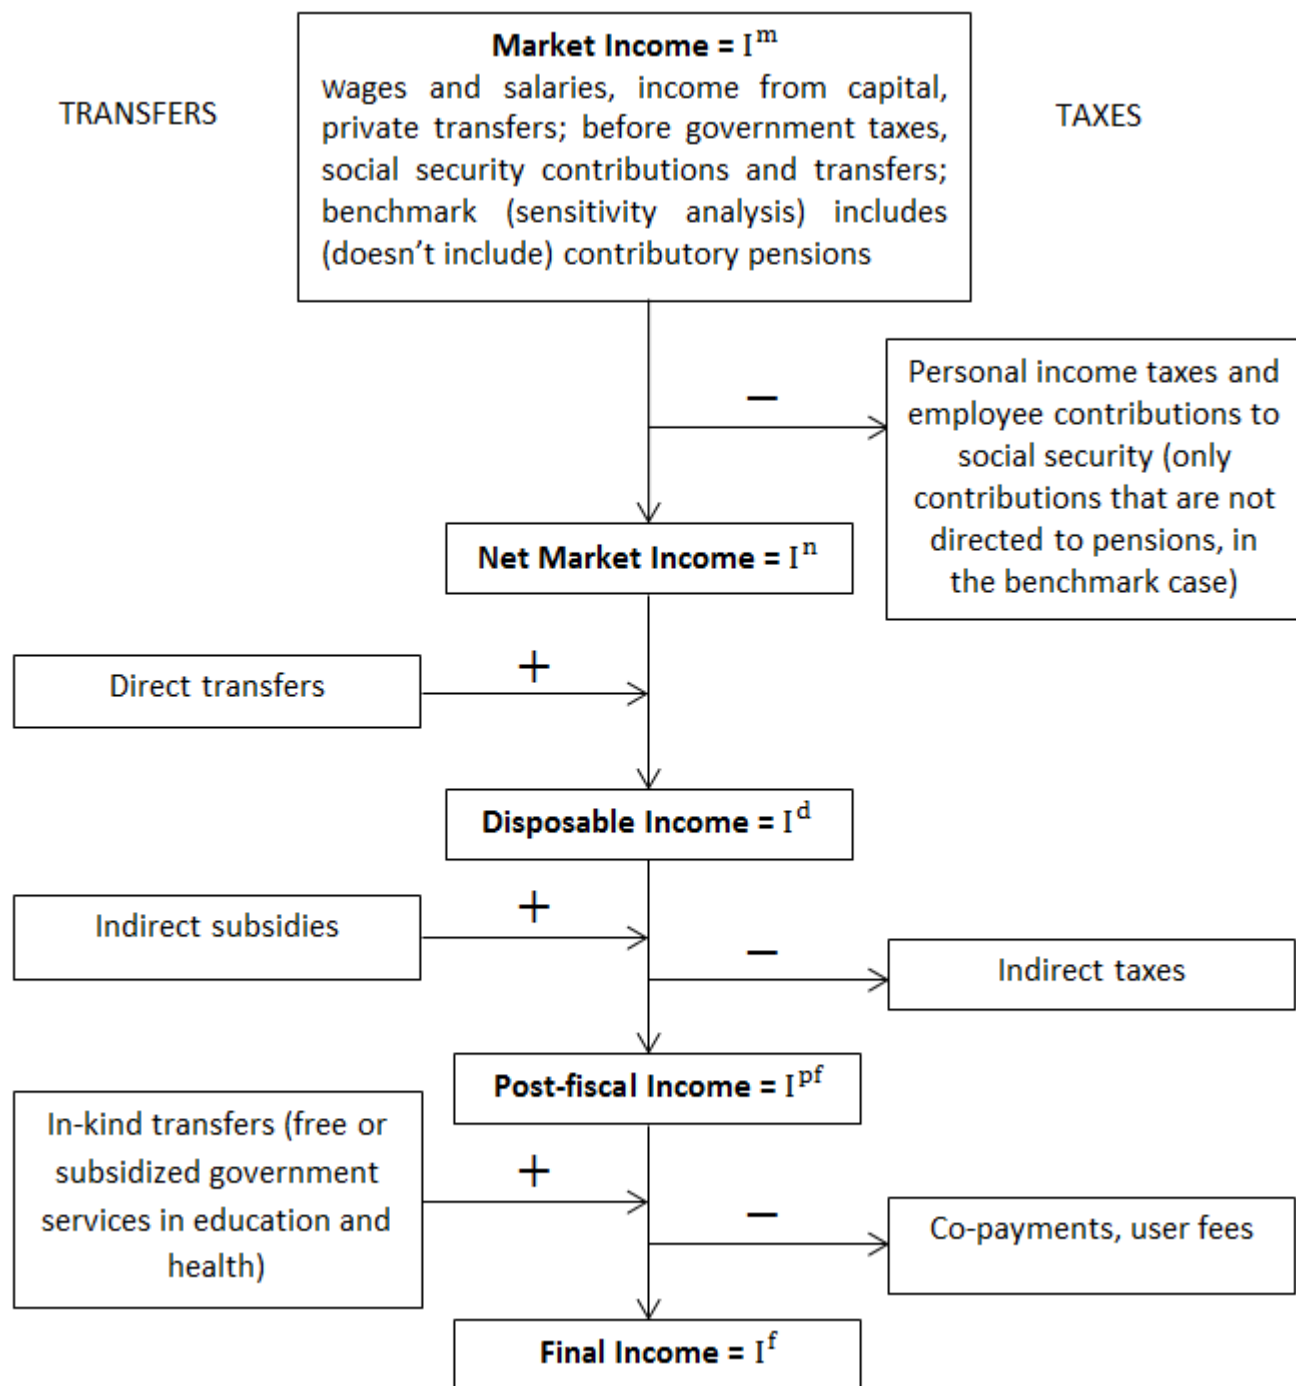 Market Income = Iᵐ
TRANSFERS
Wages and salaries, income from capital,
private transfers; before government taxes,
social security contributions and transfers;
benchmark (sensitivity analysis) includes
(doesn't include) contributory pensions
TAXES
−
Personal income taxes and
employee contributions to
social security (only
contributions that are not
directed to pensions, in
the benchmark case)
Net Market Income = Iⁿ
Direct transfers
+
Disposable Income = Iᵈ
Indirect subsidies
+
−
Indirect taxes
Post-fiscal Income = Iᵖᶠ
In-kind transfers (free or
subsidized government
services in education and
health)
+
−
Co-payments, user fees
Final Income = Iᶠ